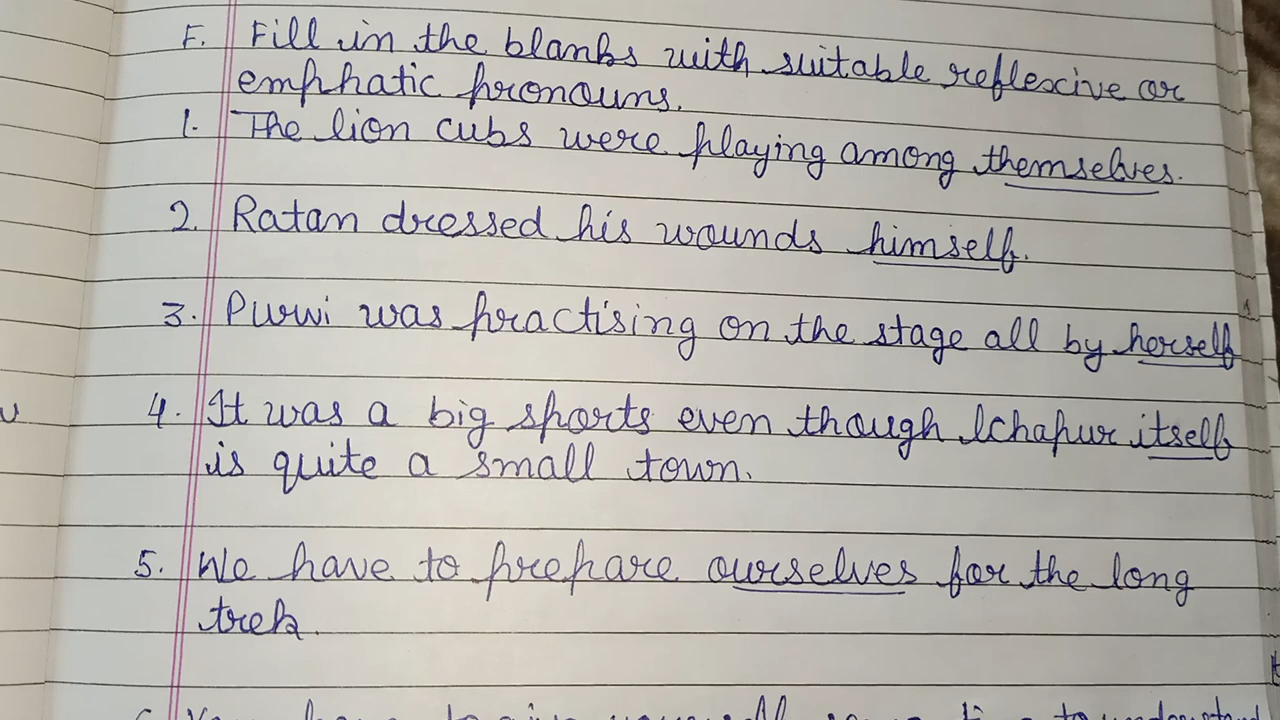 F. Fill in the blanks with suitable reflexive or
emphatic pronouns.
1. The lion cubs were playing among themselves.
2. Ratan dressed his wounds himself.
3. Purwi was practising on the stage all by herself
4. It was a big sports even though Ichapur itself
is quite a small town.
5. We have to prepare ourselves for the long
trek.